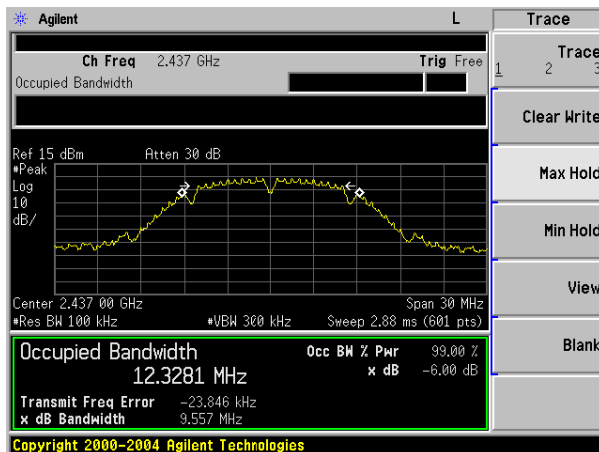 Agilent L Trace
Ch Freq 2.437 GHz Trig Free
Occupied Bandwidth
Trace
1 2 3
Clear Write
Max Hold
Min Hold
View
Blank
Ref 15 dBm Atten 30 dB
#Peak
Log
10
dB/
Center 2.437 00 GHz Span 30 MHz
#Res BW 100 kHz #VBW 300 kHz Sweep 2.88 ms (601 pts)
Occupied Bandwidth Occ BW % Pwr 99.00 %
12.3281 MHz x dB -6.00 dB
Transmit Freq Error -23.846 kHz
x dB Bandwidth 9.557 MHz
Copyright 2000-2004 Agilent Technologies